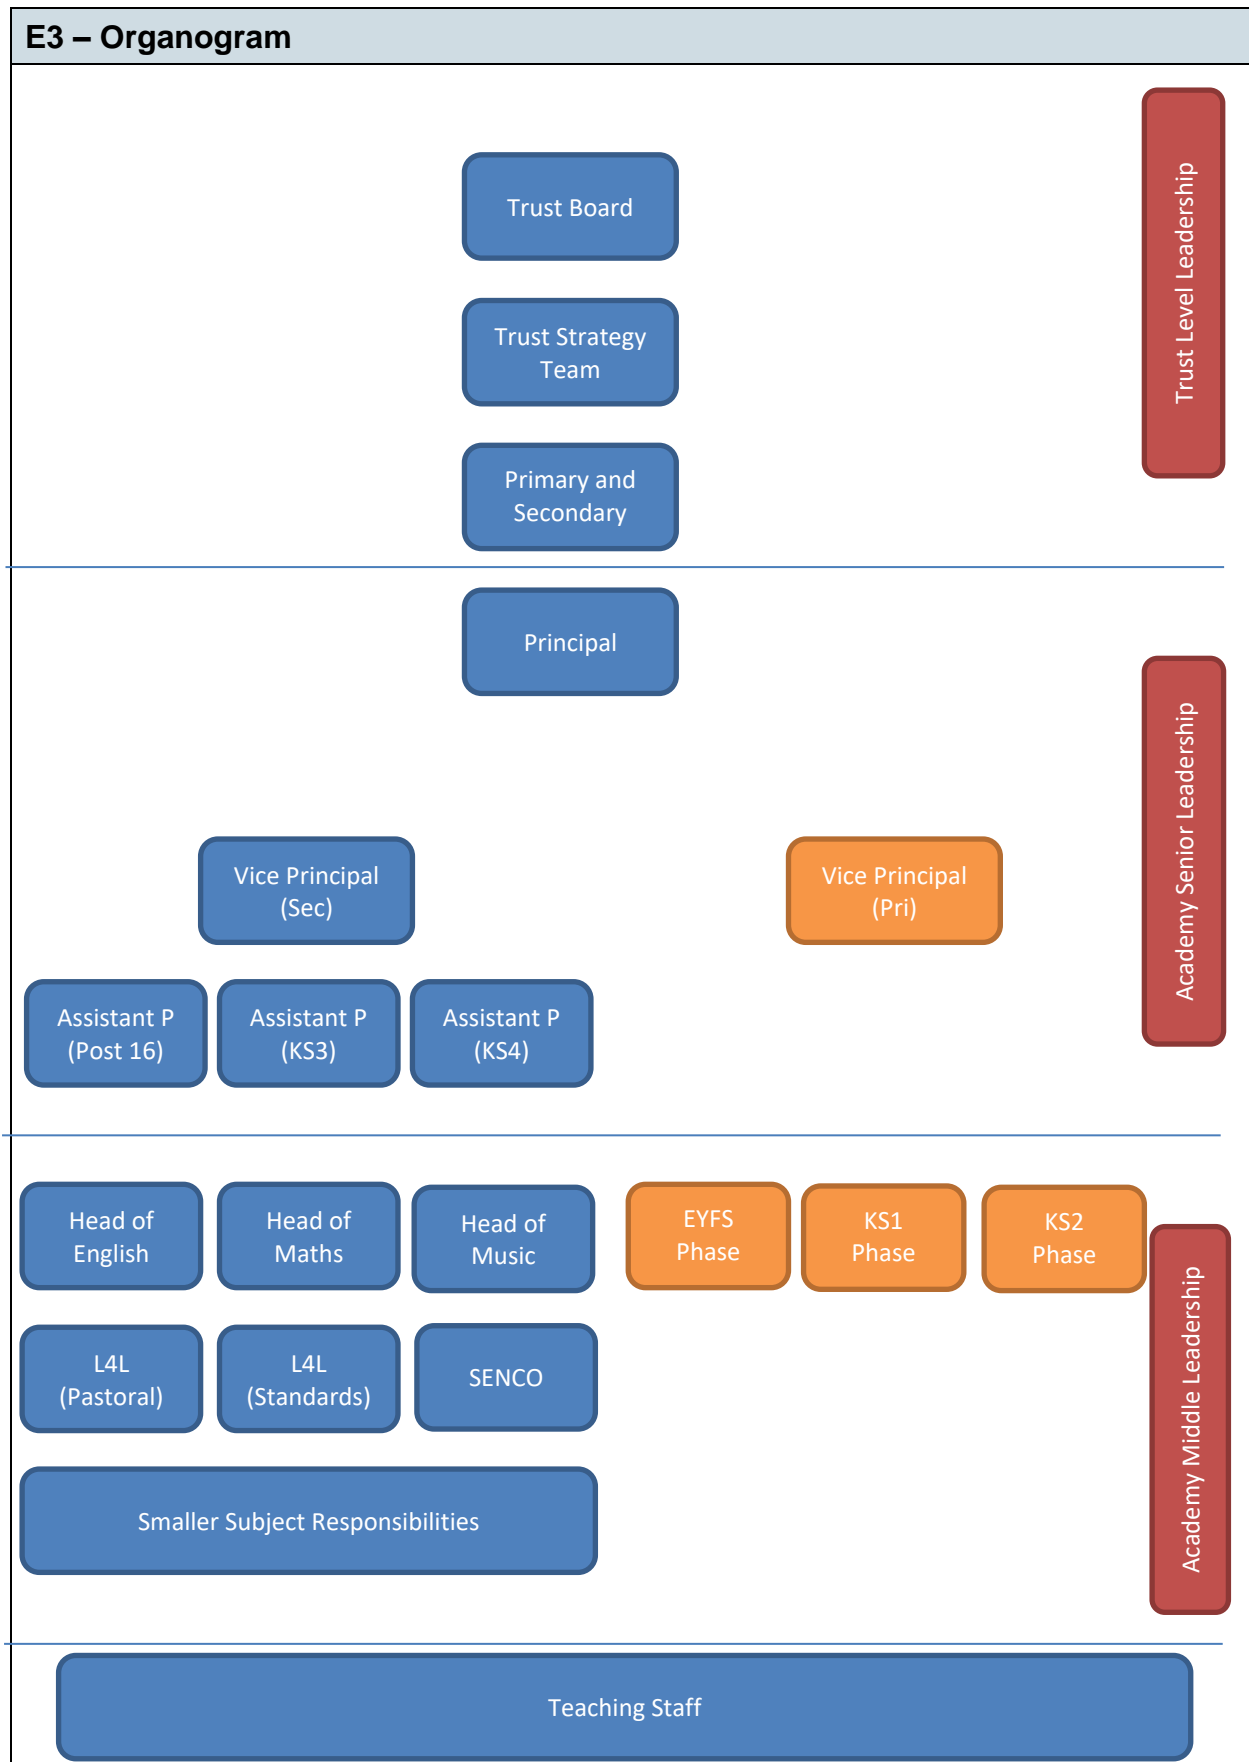 E3 – Organogram
Trust Level Leadership
Trust Board
Trust Strategy
Team
Primary and
Secondary
Principal
Academy Senior Leadership
Vice Principal
(Sec)
Vice Principal
(Pri)
Assistant P
(Post 16)
Assistant P
(KS3)
Assistant P
(KS4)
Head of
English
Head of
Maths
Head of
Music
EYFS
Phase
KS1
Phase
KS2
Phase
Academy Middle Leadership
L4L
(Pastoral)
L4L
(Standards)
SENCO
Smaller Subject Responsibilities
Teaching Staff